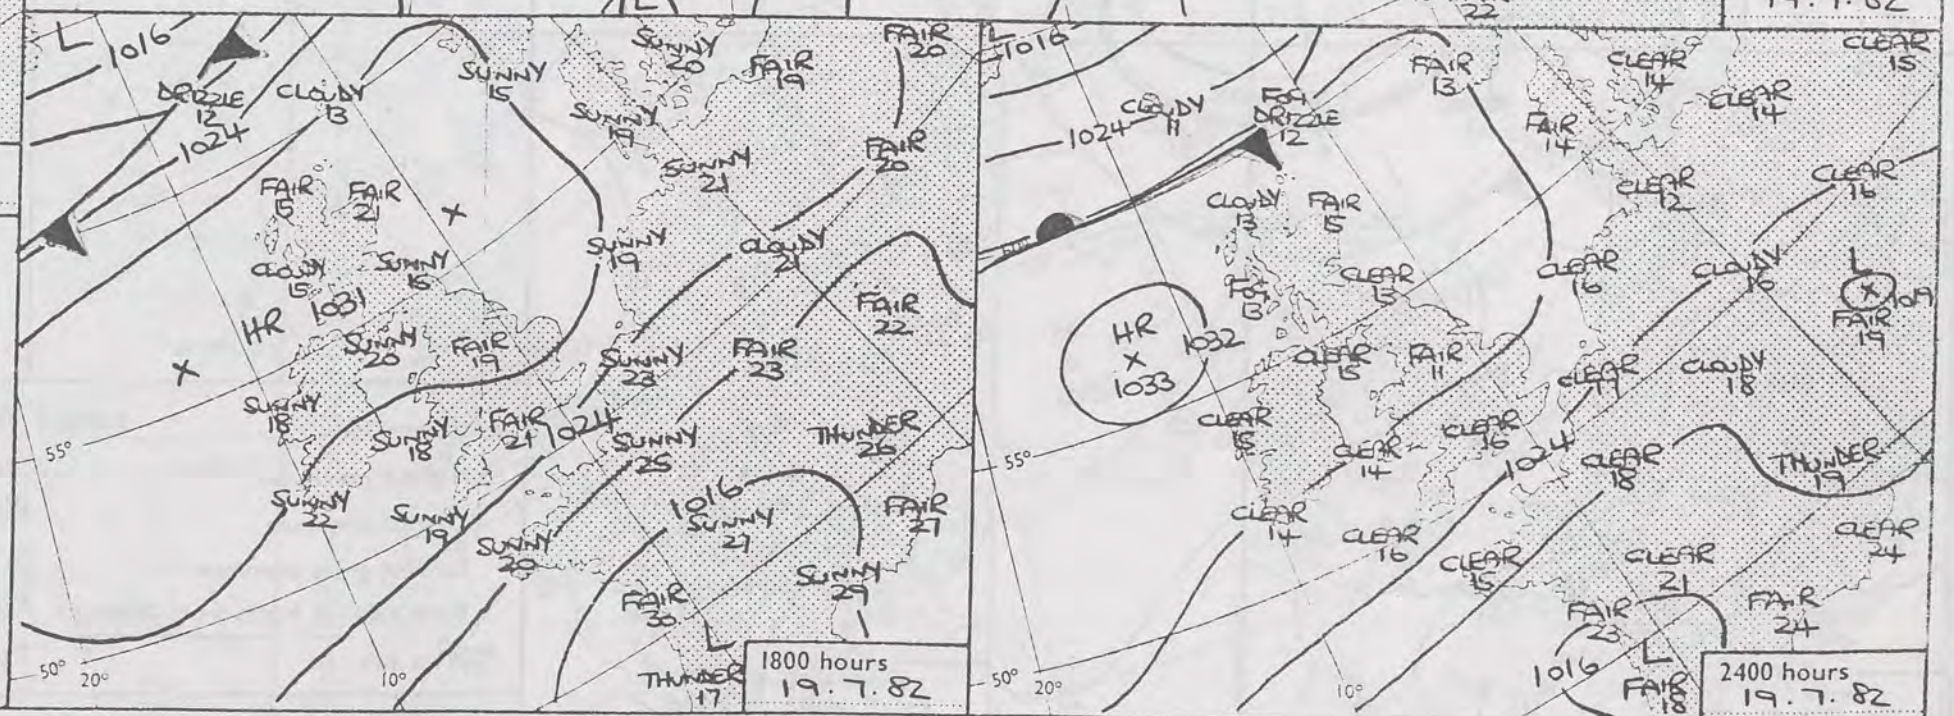 L
22
19.7.82
L
1016
DRIZZLE
12
1024
CLOUDY
13
SUNNY
15
SUNNY
20
FAIR
19
FAIR
20
SUNNY
19
SUNNY
21
FAIR
20
FAIR
FAIR
21
CLOUDY
15
SUNNY
15
SUNNY
19
CLOUDY
21
HR
1031
SUNNY
20
FAIR
19
FAIR
22
SUNNY
23
FAIR
23
SUNNY
18
SUNNY
18
FAIR
21
1024
SUNNY
25
THUNDER
26
55°
SUNNY
SUNNY
19
1016
SUNNY
FAIR
27
SUNNY
20
SUNNY
29
FAIR
30
L
THUNDER
17
50°
20°
10°
1800 hours
19.7.82
L
1016
CLOUDY
11
1024
FOG
DRIZZLE
12
FAIR
13
CLEAR
14
CLEAR
14
CLEAR
15
FAIR
14
CLEAR
12
CLEAR
16
CLOUDY
13
FAIR
15
CLEAR
13
CLEAR
16
CLOUDY
L
FAIR
19
FOG
13
HR
1033
1032
CLEAR
15
FAIR
11
CLEAR
CLOUDY
18
CLEAR
15
CLEAR
14
CLEAR
16
1024
CLEAR
18
THUNDER
19
55°
CLEAR
14
CLEAR
16
CLEAR
15
CLEAR
21
CLEAR
24
FAIR
23
FAIR
24
1016
L
FAIR
18
50°
20°
10°
2400 hours
19.7.82